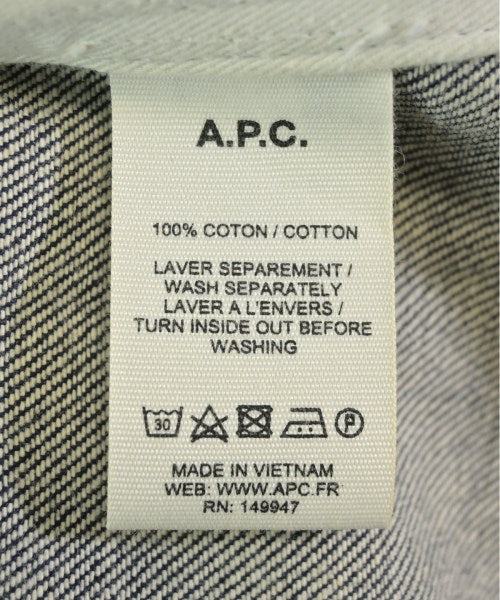 A.P.C.
100% COTON / COTTON
LAVER SEPAREMENT /
WASH SEPARATELY
LAVER A L'ENVERS /
TURN INSIDE OUT BEFORE
WASHING
30 P
MADE IN VIETNAM
WEB: WWW.APC.FR
RN: 149947